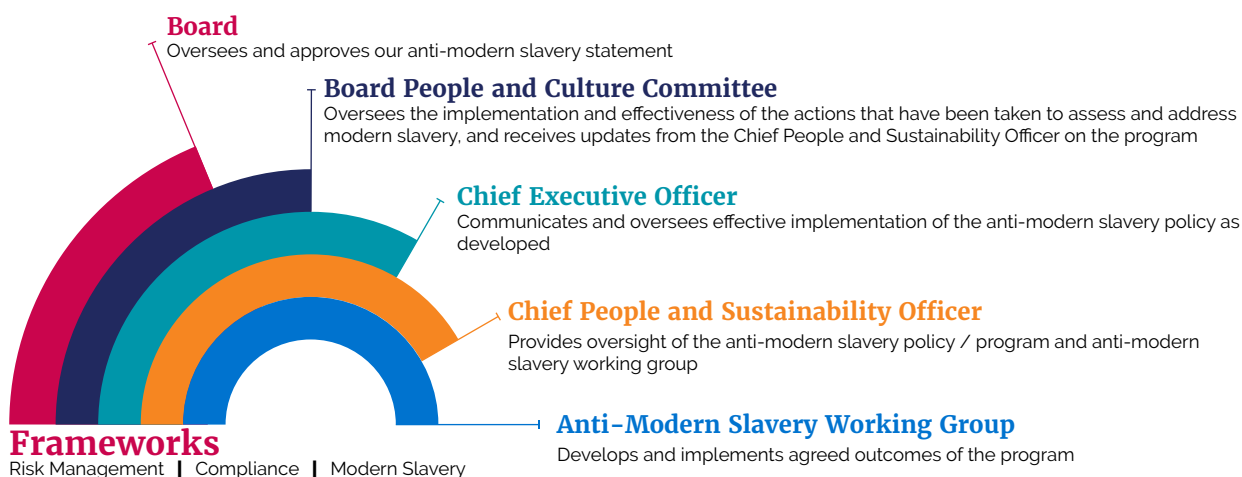 Board
Oversees and approves our anti-modern slavery statement
Board People and Culture Committee
Oversees the implementation and effectiveness of the actions that have been taken to assess and address
modern slavery, and receives updates from the Chief People and Sustainability Officer on the program
Chief Executive Officer
Communicates and oversees effective implementation of the anti-modern slavery policy as
developed
Chief People and Sustainability Officer
Provides oversight of the anti-modern slavery policy / program and anti-modern
slavery working group
Anti-Modern Slavery Working Group
Develops and implements agreed outcomes of the program
Frameworks
Risk Management | Compliance | Modern Slavery